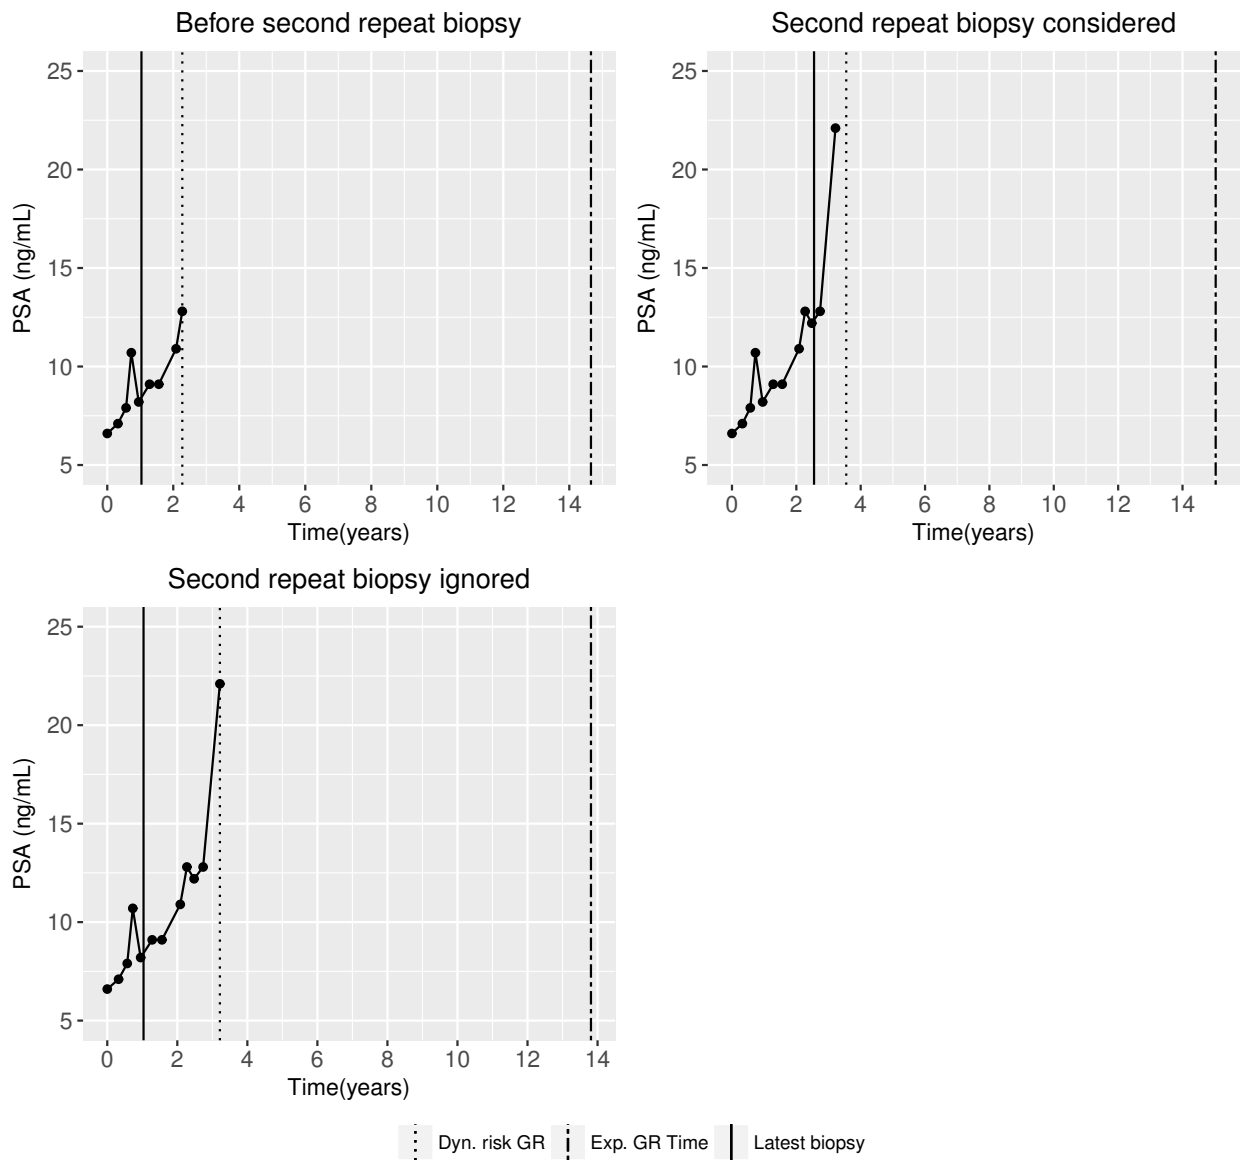 Before second repeat biopsy
PSA (ng/mL)
25
20
15
10
5
0 2 4 6 8 10 12 14
Time(years)
Second repeat biopsy considered
PSA (ng/mL)
25
20
15
10
5
0 2 4 6 8 10 12 14
Time(years)
Second repeat biopsy ignored
PSA (ng/mL)
25
20
15
10
5
0 2 4 6 8 10 12 14
Time(years)
Dyn. risk GR Exp. GR Time Latest biopsy